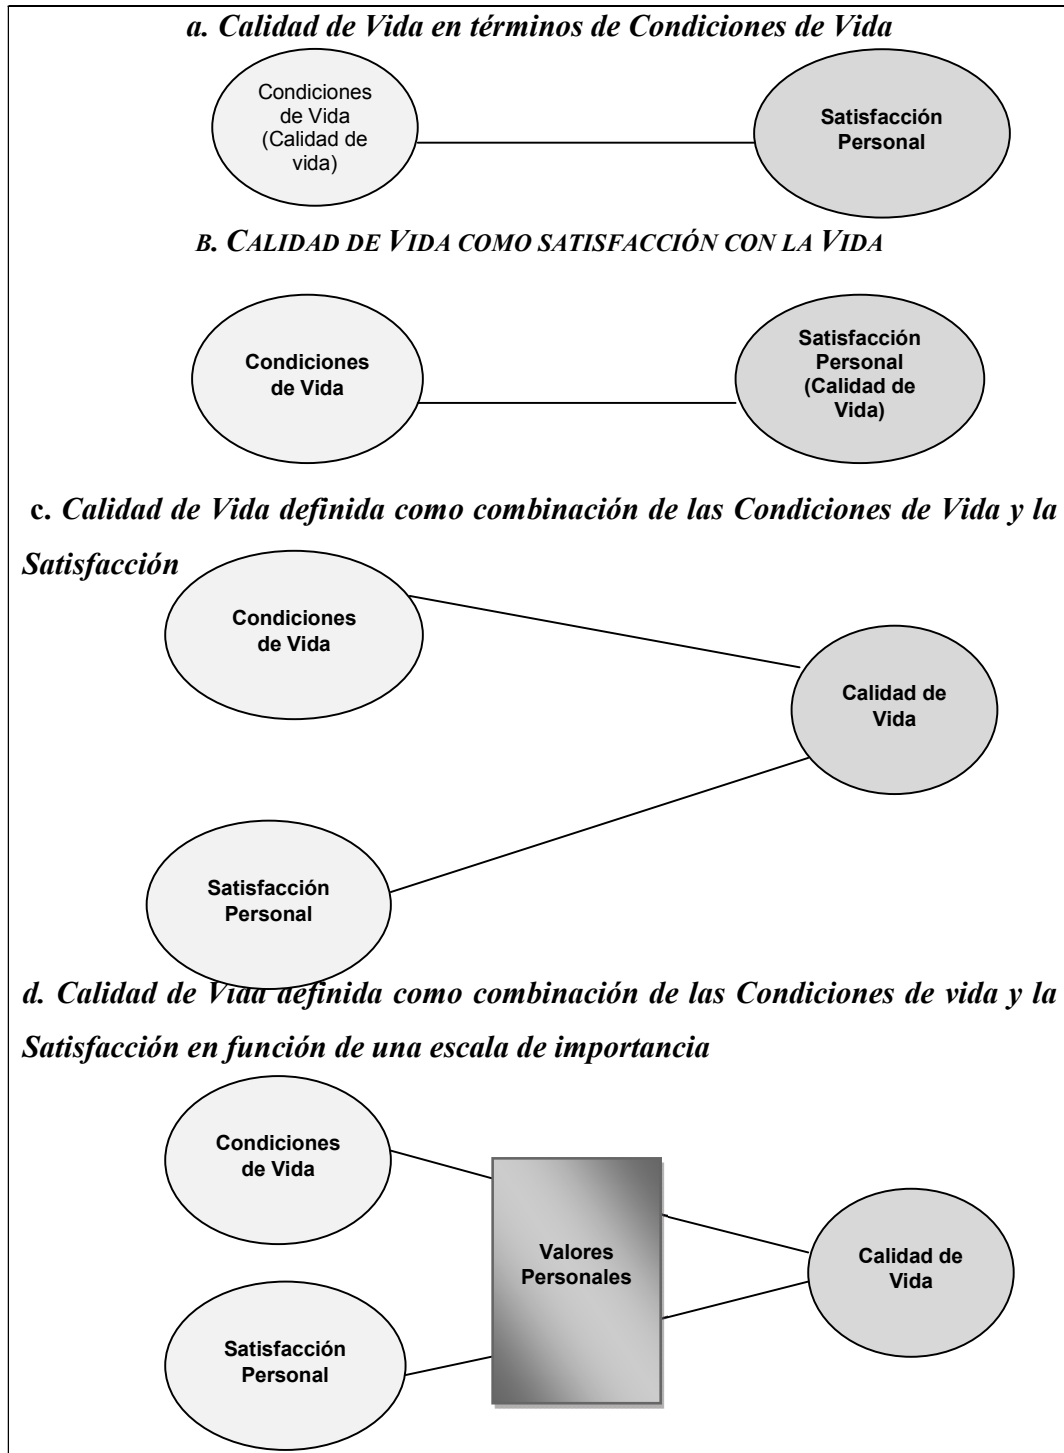 a. Calidad de Vida en términos de Condiciones de Vida
Condiciones
de Vida
(Calidad de
vida)
Satisfacción
Personal
B. CALIDAD DE VIDA COMO SATISFACCIÓN CON LA VIDA
Condiciones
de Vida
Satisfacción
Personal
(Calidad de
Vida)
c. Calidad de Vida definida como combinación de las Condiciones de Vida y la
Satisfacción
Condiciones
de Vida
Calidad de
Vida
Satisfacción
Personal
d. Calidad de Vida definida como combinación de las Condiciones de vida y la
Satisfacción en función de una escala de importancia
Condiciones
de Vida
Valores
Personales
Calidad de
Vida
Satisfacción
Personal